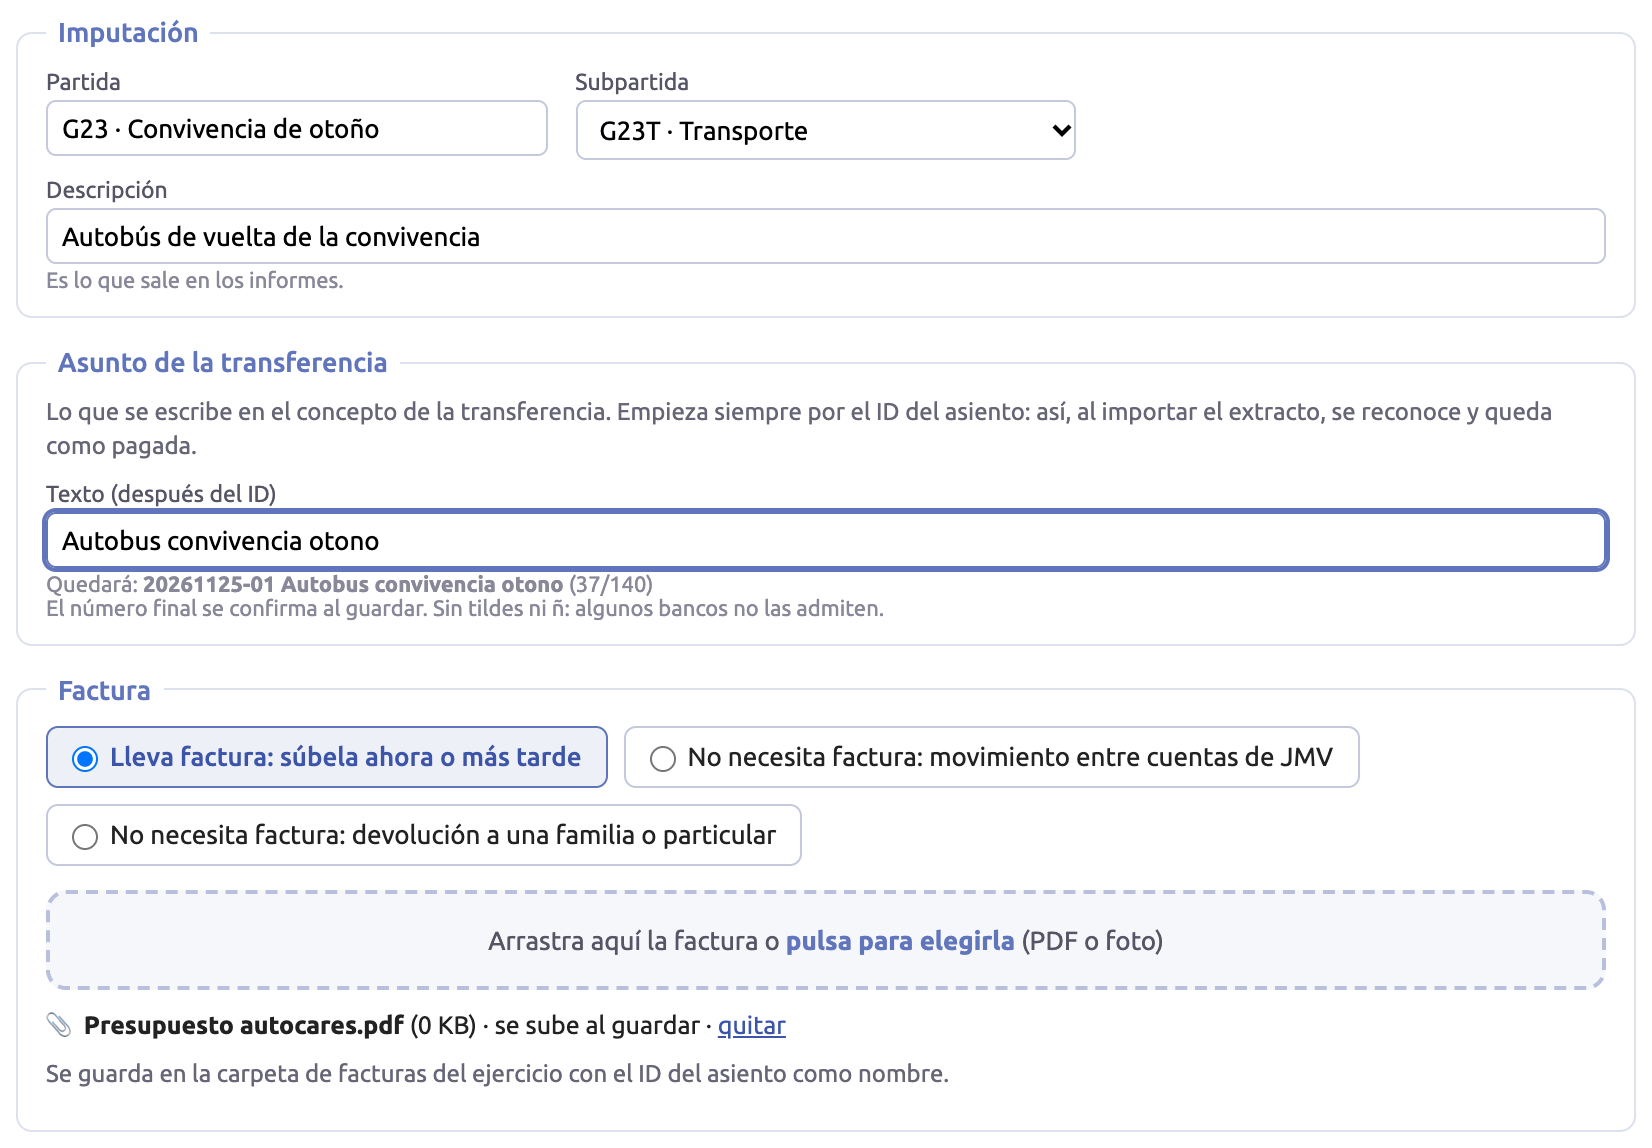 Imputación
Partida
Subpartida
G23 · Convivencia de otoño
G23T · Transporte
Descripción
Autobús de vuelta de la convivencia
Es lo que sale en los informes.
Asunto de la transferencia
Lo que se escribe en el concepto de la transferencia. Empieza siempre por el ID del asiento: así, al importar el extracto, se reconoce y queda
como pagada.
Texto (después del ID)
Autobus convivencia otono
Quedará: 20261125-01 Autobus convivencia otono (37/140)
El número final se confirma al guardar. Sin tildes ni ñ: algunos bancos no las admiten.
Factura
Lleva factura: súbela ahora o más tarde
No necesita factura: movimiento entre cuentas de JMV
No necesita factura: devolución a una familia o particular
Arrastra aquí la factura o pulsa para elegirla (PDF o foto)
Presupuesto autocares.pdf (0 KB) · se sube al guardar · quitar
Se guarda en la carpeta de facturas del ejercicio con el ID del asiento como nombre.